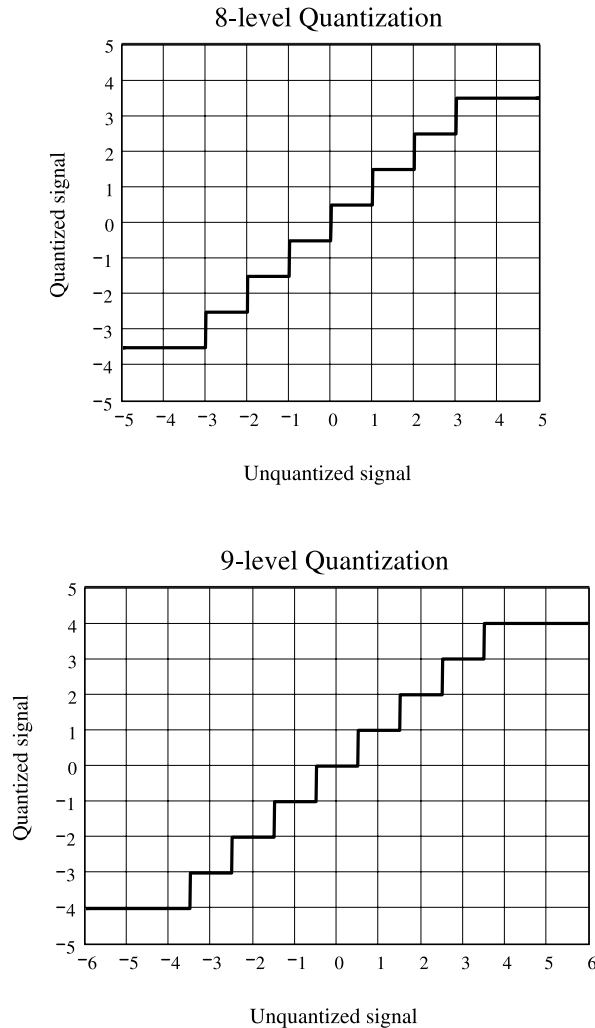 8-level Quantization
5
4
3
2
1
0
−1
−2
−3
−4
−5
Quantized signal
−5 −4 −3 −2 −1 0 1 2 3 4 5
Unquantized signal
9-level Quantization
5
4
3
2
1
0
−1
−2
−3
−4
−5
Quantized signal
−6 −5 −4 −3 −2 −1 0 1 2 3 4 5 6
Unquantized signal